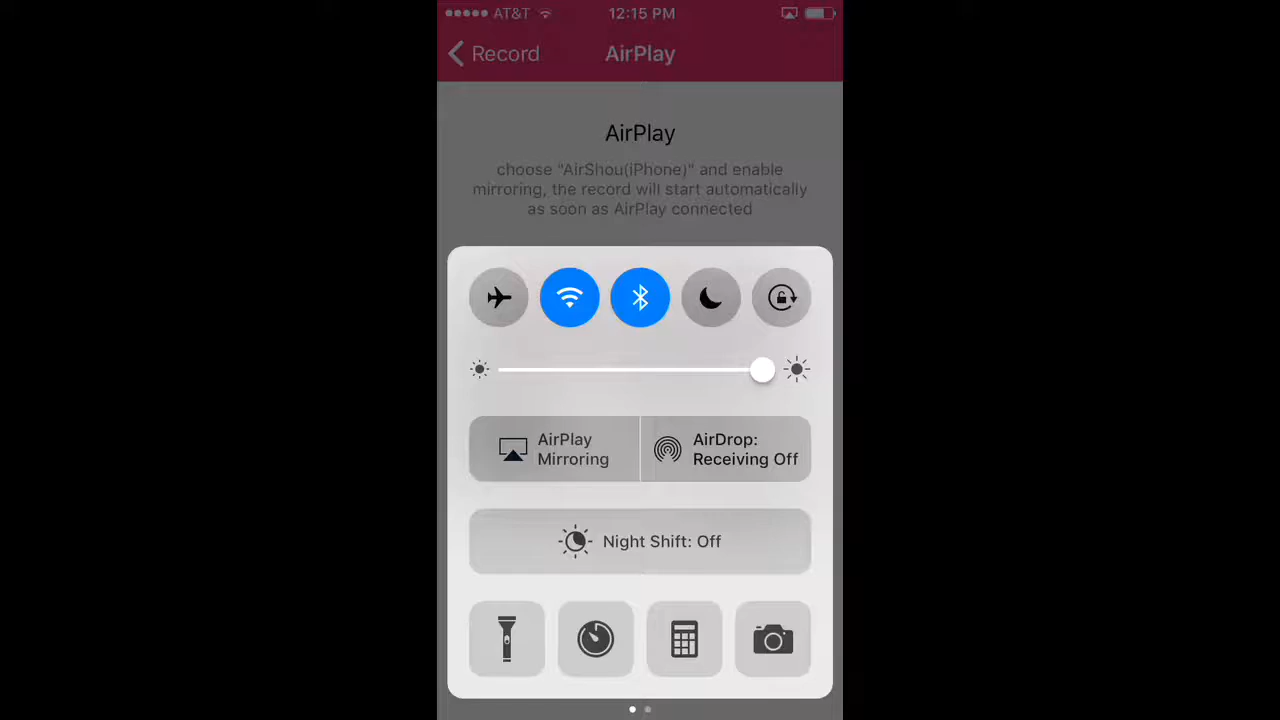 AT&T 12:15 PM
Record AirPlay
AirPlay
choose "AirShou(iPhone)" and enable
mirroring, the record will start automatically
as soon as AirPlay connected
AirPlay
Mirroring
AirDrop:
Receiving Off
Night Shift: Off